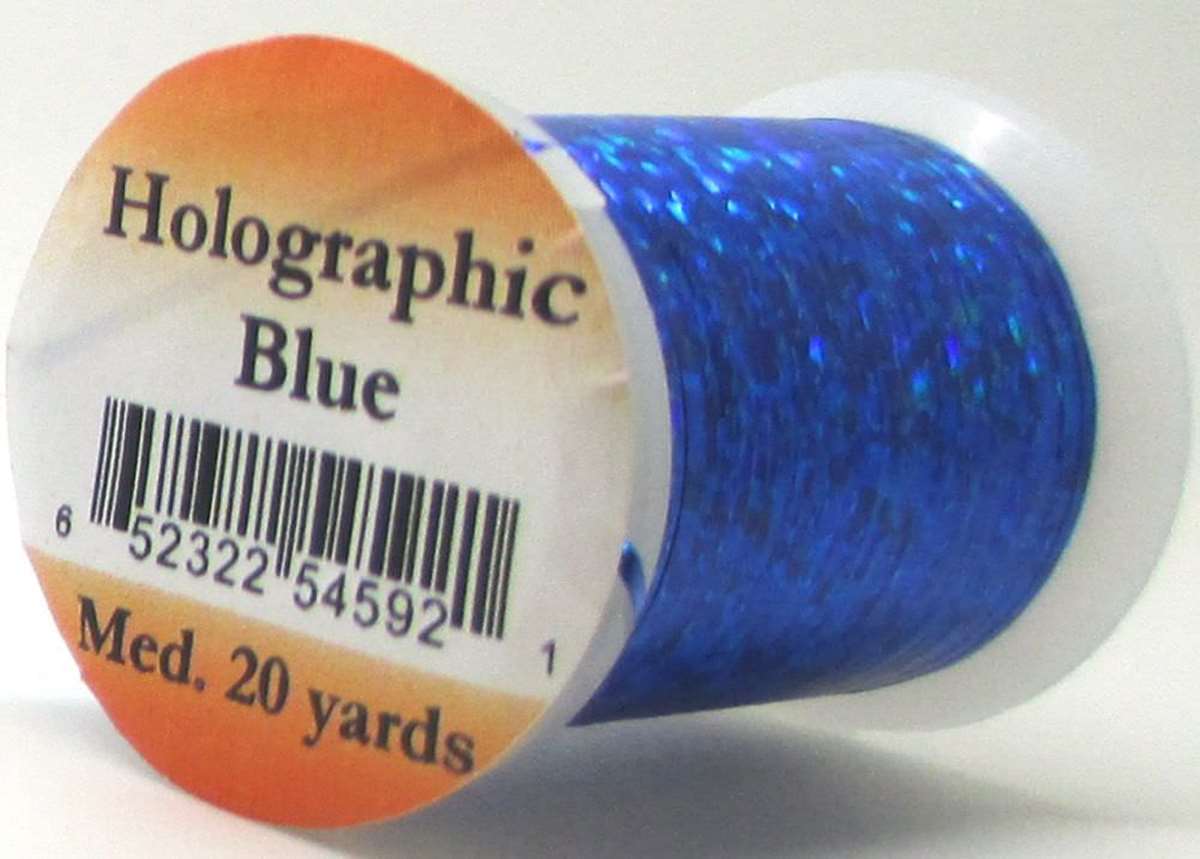 Holographic
Blue
6 52322 54592 1
Med. 20 yards